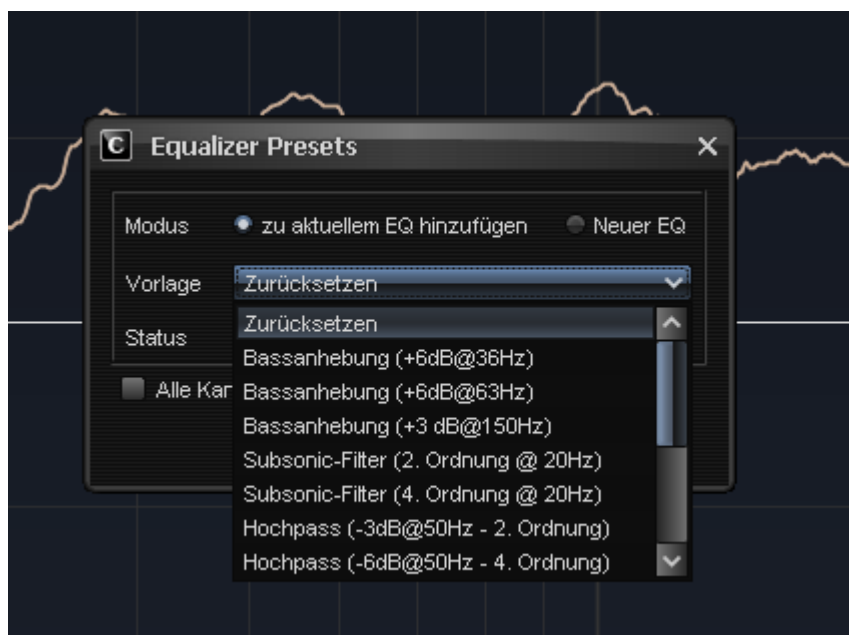 C Equalizer Presets
Modus zu aktuellem EQ hinzufügen Neuer EQ
Vorlage Zurücksetzen
Status
Zurücksetzen
Bassanhebung (+6dB@36Hz)
Bassanhebung (+6dB@63Hz)
Alle Kan
Bassanhebung (+3 dB@150Hz)
Subsonic-Filter (2. Ordnung @ 20Hz)
Subsonic-Filter (4. Ordnung @ 20Hz)
Hochpass (-3dB@50Hz - 2. Ordnung)
Hochpass (-6dB@50Hz - 4. Ordnung)